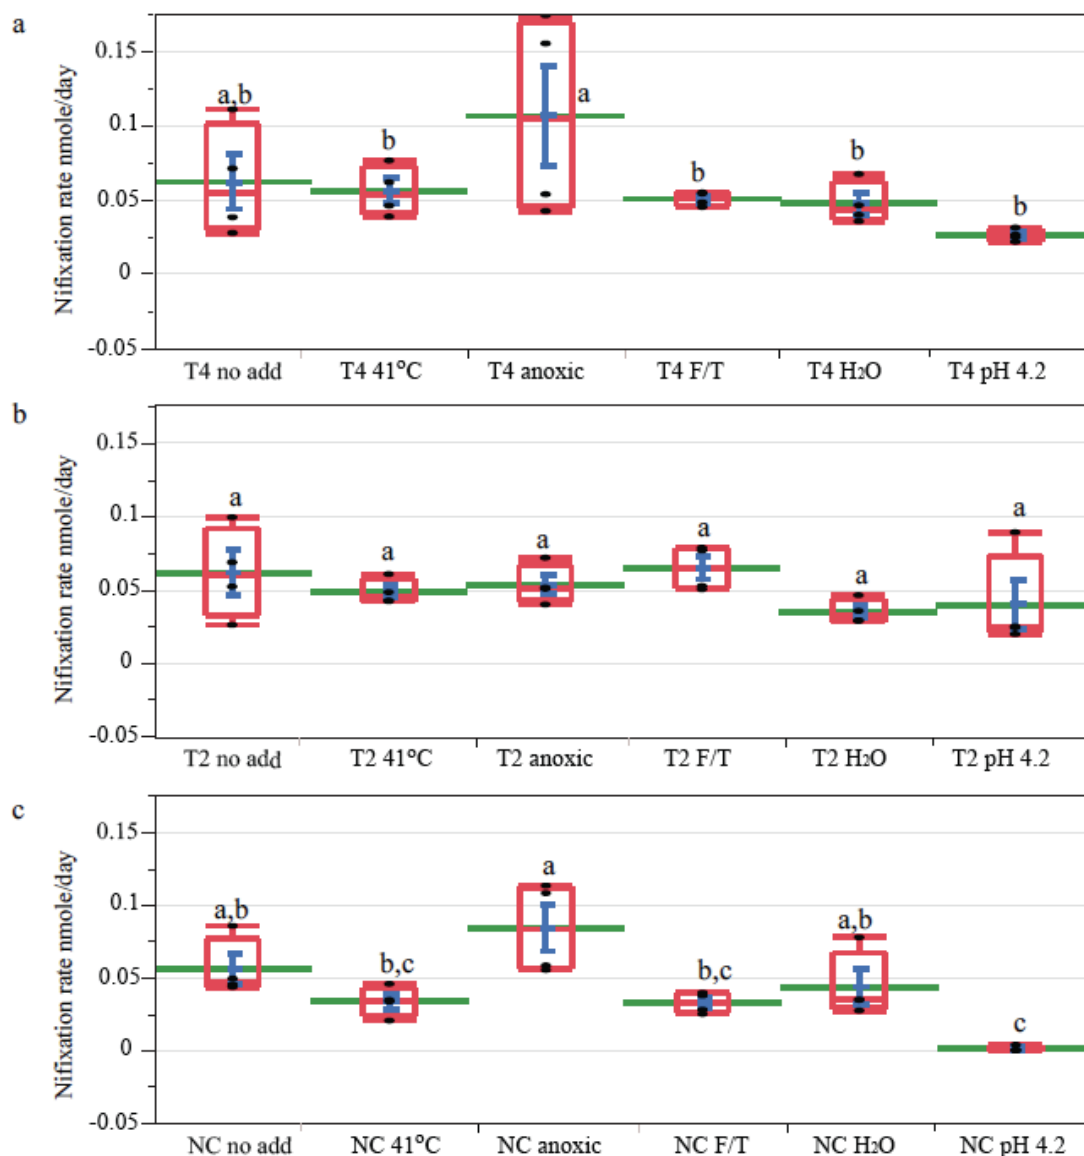 a
Nifixation rate nmole/day
0.15
0.1
0.05
0
-0.05
a,b
b
a
b
b
b
T4 no add
T4 41°C
T4 anoxic
T4 F/T
T4 H₂O
T4 pH 4.2
b
Nifixation rate nmole/day
0.15
0.1
0.05
0
-0.05
a
a
a
a
a
a
T2 no add
T2 41°C
T2 anoxic
T2 F/T
T2 H₂O
T2 pH 4.2
c
Nifixation rate nmole/day
0.15
0.1
0.05
0
-0.05
a,b
b,c
a
b,c
a,b
c
NC no add
NC 41°C
NC anoxic
NC F/T
NC H₂O
NC pH 4.2